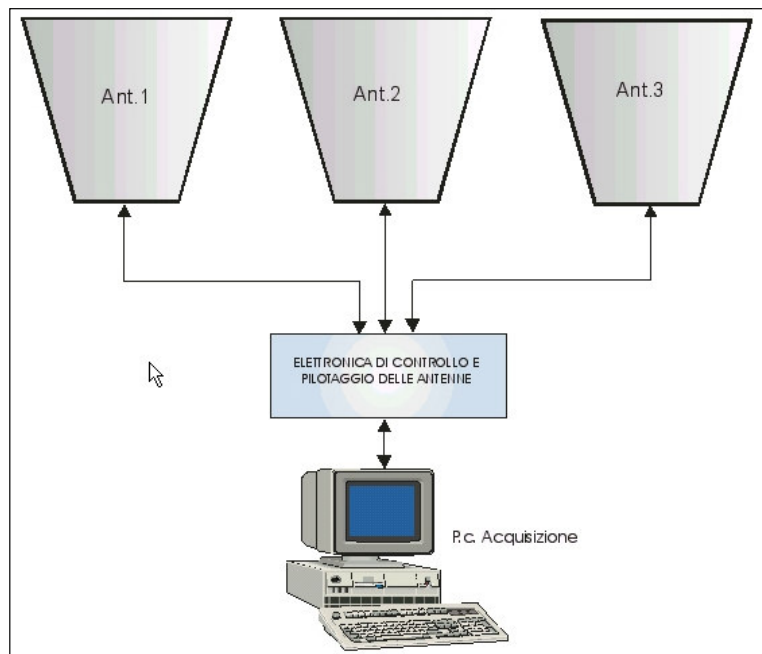 Ant.1
Ant.2
Ant.3
ELETTRONICA DI CONTROLLO E
PILOTAGGIO DELLE ANTENNE
P.c. Acquisizione